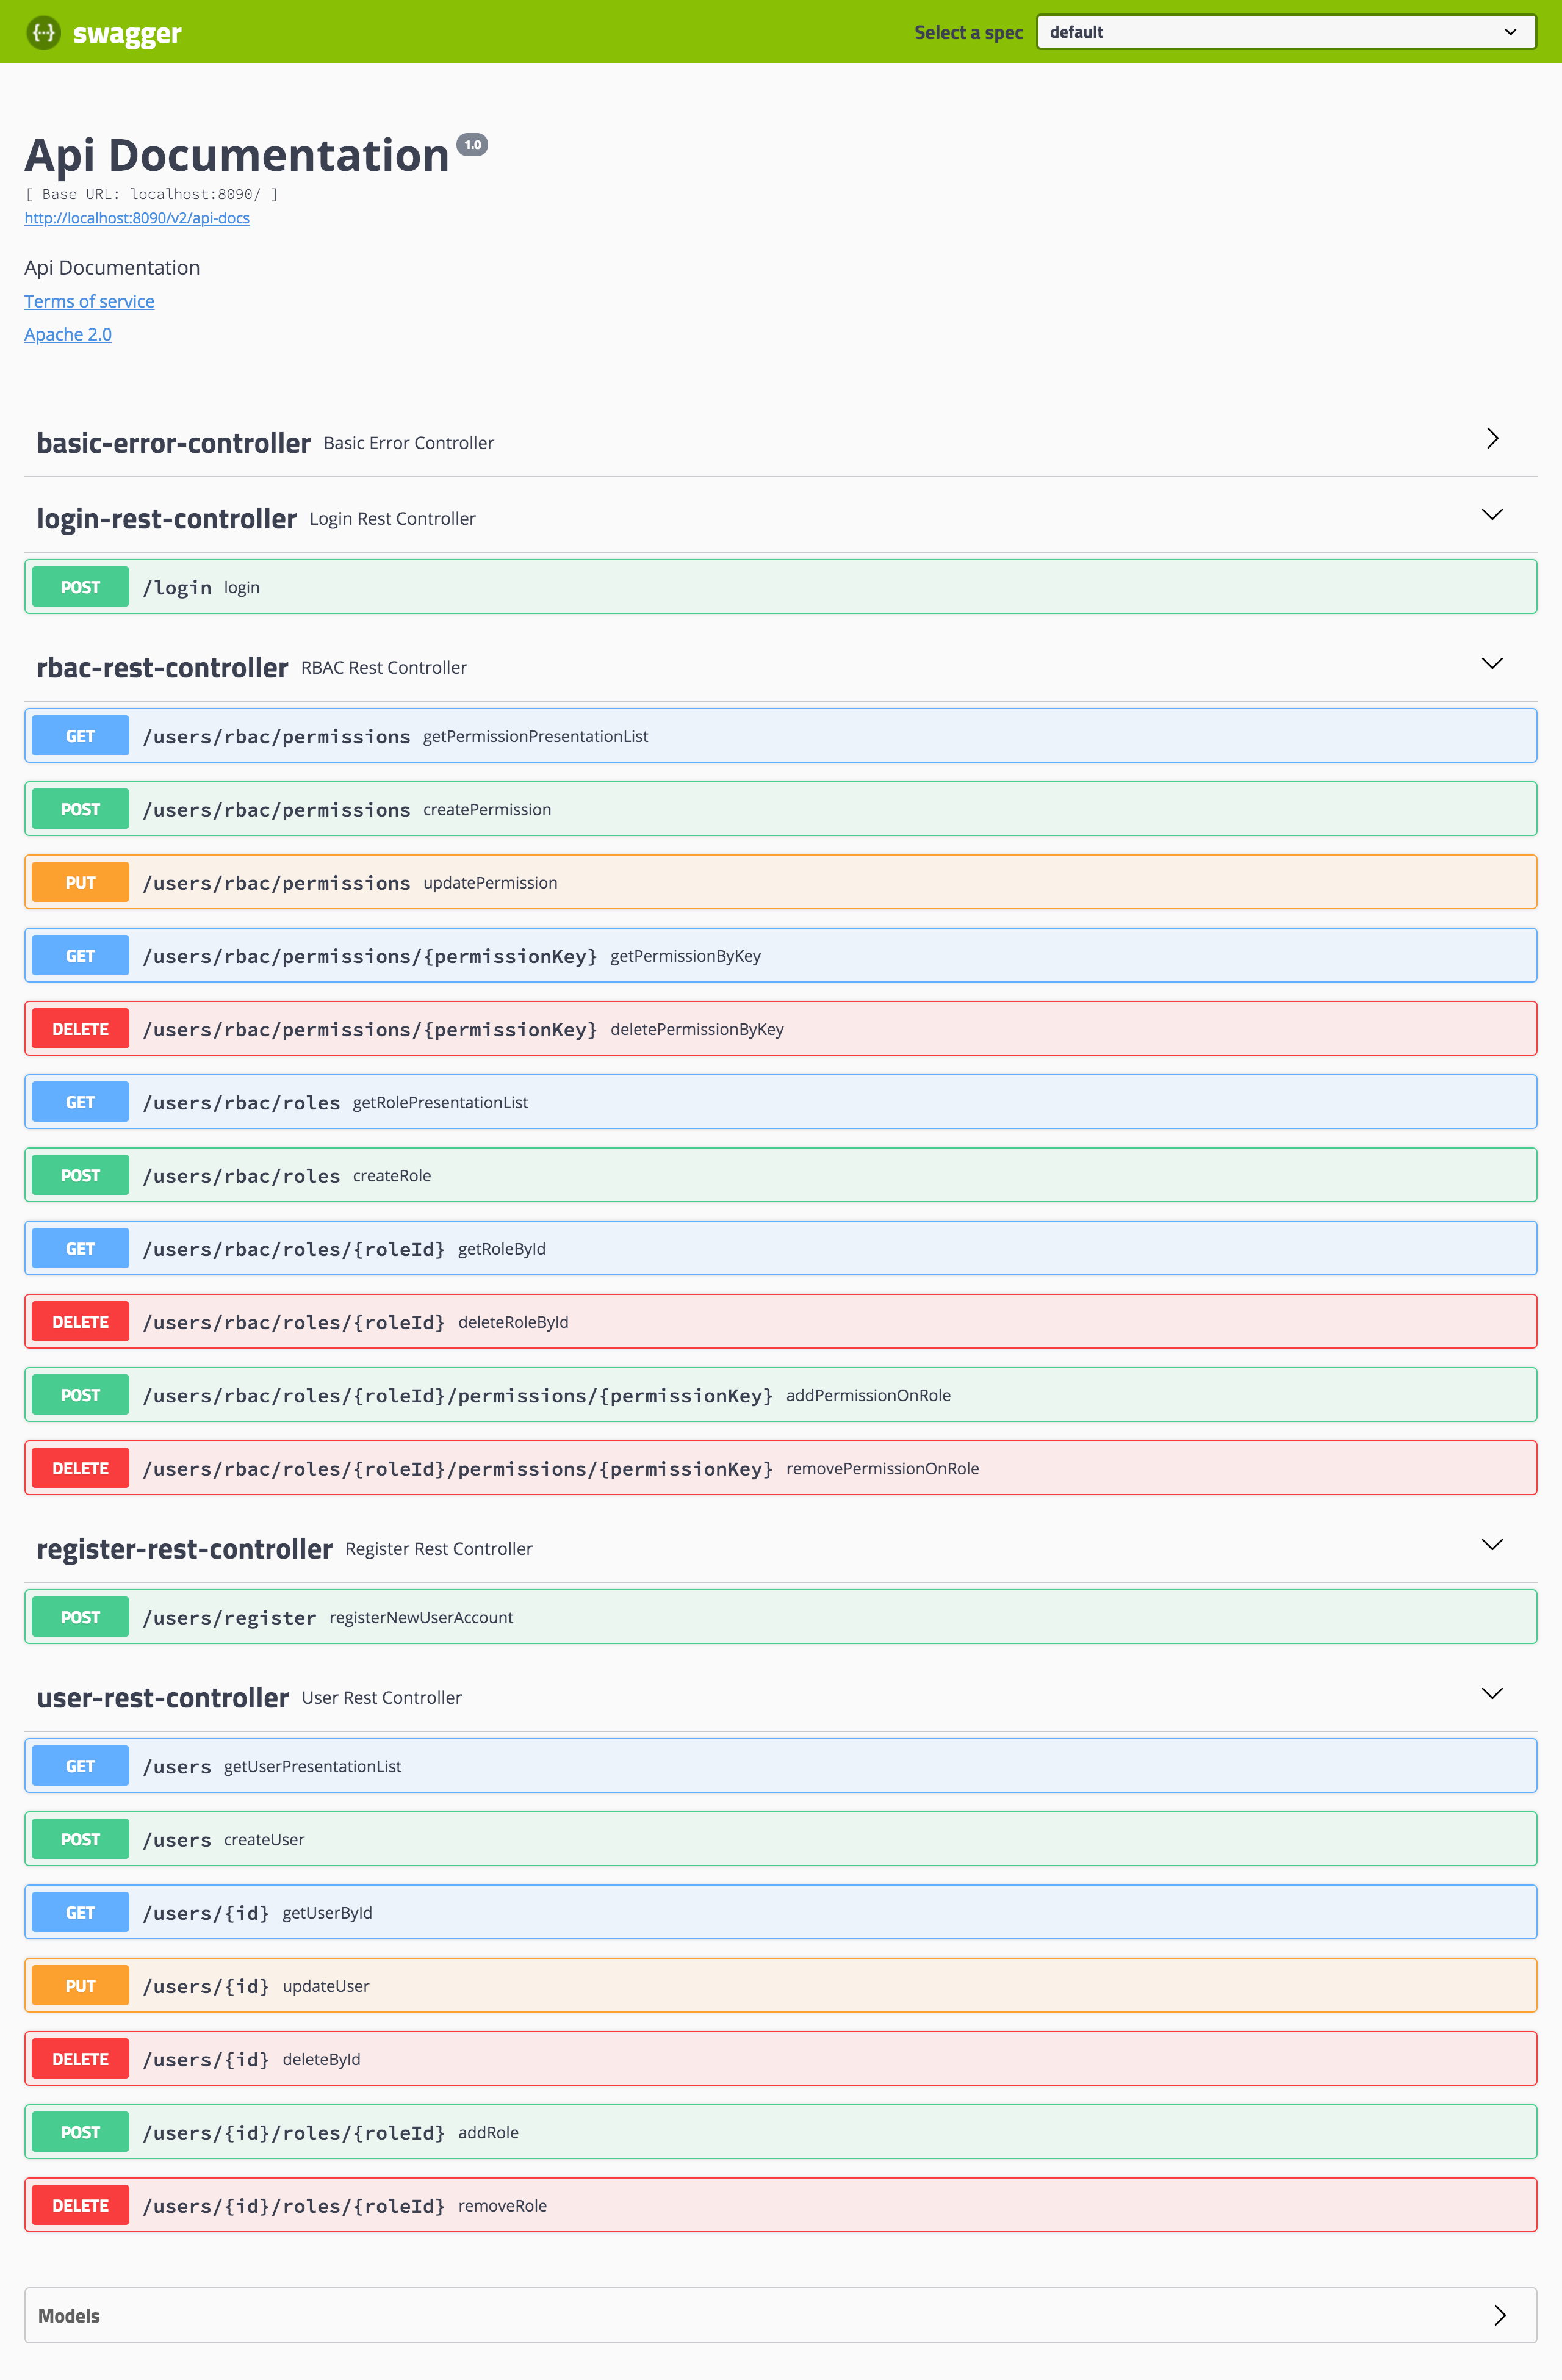 {...} swagger Select a spec default
Api Documentation 1.0
[ Base URL: localhost:8090/ ]
http://localhost:8090/v2/api-docs
Api Documentation
Terms of service
Apache 2.0
basic-error-controller Basic Error Controller
login-rest-controller Login Rest Controller
POST /login login
rbac-rest-controller RBAC Rest Controller
GET /users/rbac/permissions getPermissionPresentationList
POST /users/rbac/permissions createPermission
PUT /users/rbac/permissions updatePermission
GET /users/rbac/permissions/{permissionKey} getPermissionByKey
DELETE /users/rbac/permissions/{permissionKey} deletePermissionByKey
GET /users/rbac/roles getRolePresentationList
POST /users/rbac/roles createRole
GET /users/rbac/roles/{roleId} getRoleById
DELETE /users/rbac/roles/{roleId} deleteRoleById
POST /users/rbac/roles/{roleId}/permissions/{permissionKey} addPermissionOnRole
DELETE /users/rbac/roles/{roleId}/permissions/{permissionKey} removePermissionOnRole
register-rest-controller Register Rest Controller
POST /users/register registerNewUserAccount
user-rest-controller User Rest Controller
GET /users getUserPresentationList
POST /users createUser
GET /users/{id} getUserById
PUT /users/{id} updateUser
DELETE /users/{id} deleteById
POST /users/{id}/roles/{roleId} addRole
DELETE /users/{id}/roles/{roleId} removeRole
Models